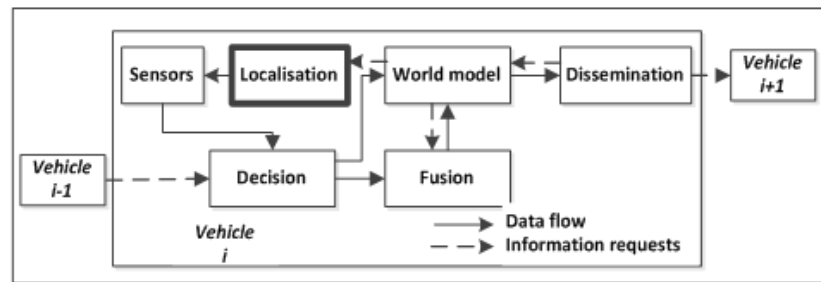 Sensors
Localisation
World model
Dissemination
Vehicle
i+1
Vehicle
i-1
Decision
Fusion
Vehicle
i
Data flow
Information requests